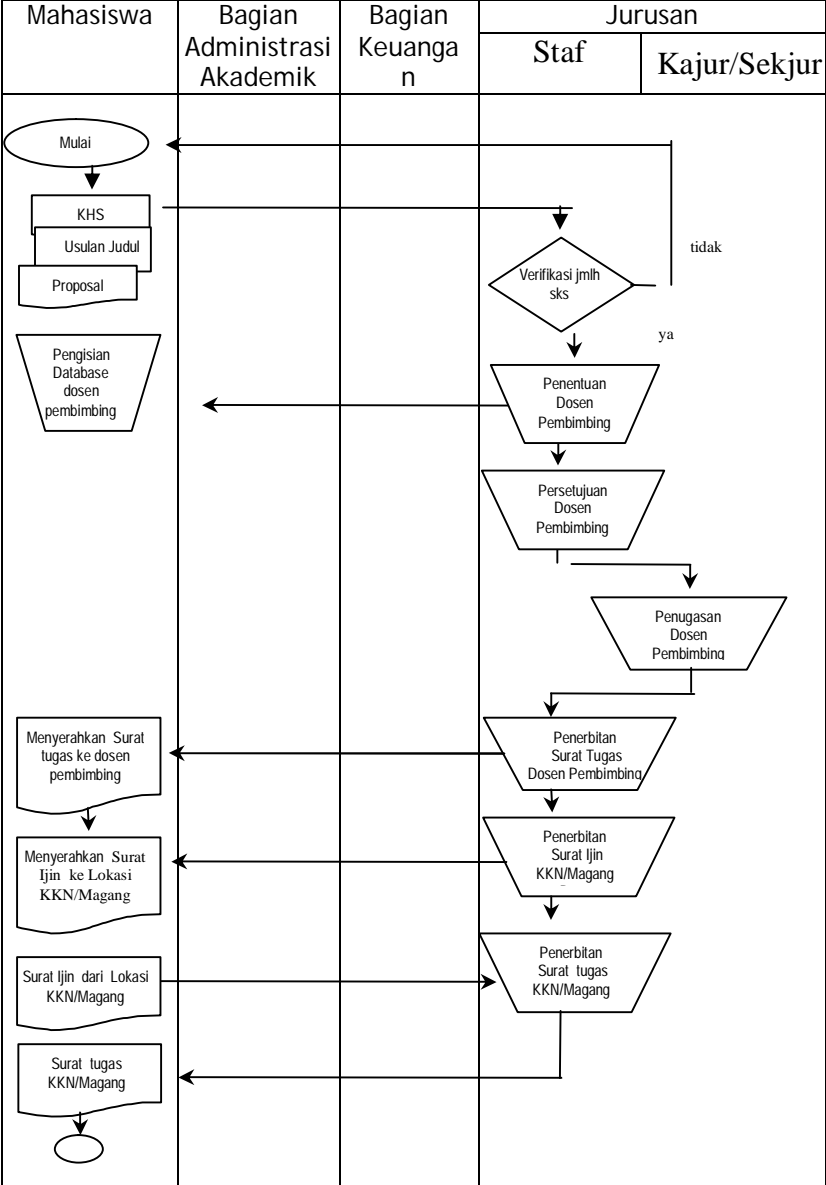 Mahasiswa
Bagian
Administrasi
Akademik
Bagian
Keuanga
n
Jurusan
Staf
Kajur/Sekjur
Mulai
KHS
Usulan Judul
Proposal
Verifikasi jmlh
sks
tidak
ya
Pengisian
Database
dosen
pembimbing
Penentuan
Dosen
Pembimbing
Persetujuan
Dosen
Pembimbing
Penugasan
Dosen
Pembimbing
Menyerahkan Surat
tugas ke dosen
pembimbing
Penerbitan
Surat Tugas
Dosen Pembimbing
Menyerahkan Surat
Ijin ke Lokasi
KKN/Magang
Penerbitan
Surat Ijin
KKN/Magang
Surat Ijin dari Lokasi
KKN/Magang
Penerbitan
Surat tugas
KKN/Magang
Surat tugas
KKN/Magang